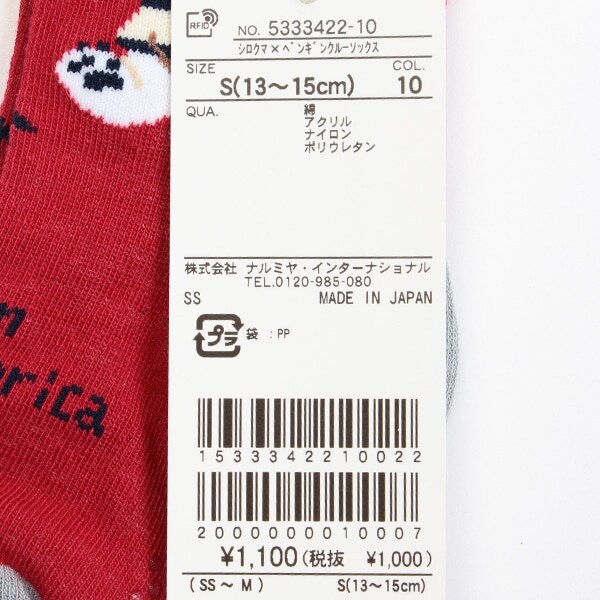 RFID
NO. 5333422-10
シロクマ×ペンギンクルーソックス
SIZE
COL.
S(13〜15cm)
10
QUA.
綿
アクリル
ナイロン
ポリウレタン
株式会社 ナルミヤ・インターナショナル
TEL.0120-985-080
SS
MADE IN JAPAN
プラ
袋 : PP
1533342210022
2000000010007
¥1,100(税抜 ¥1,000)
(SS〜M)
S(13〜15cm)